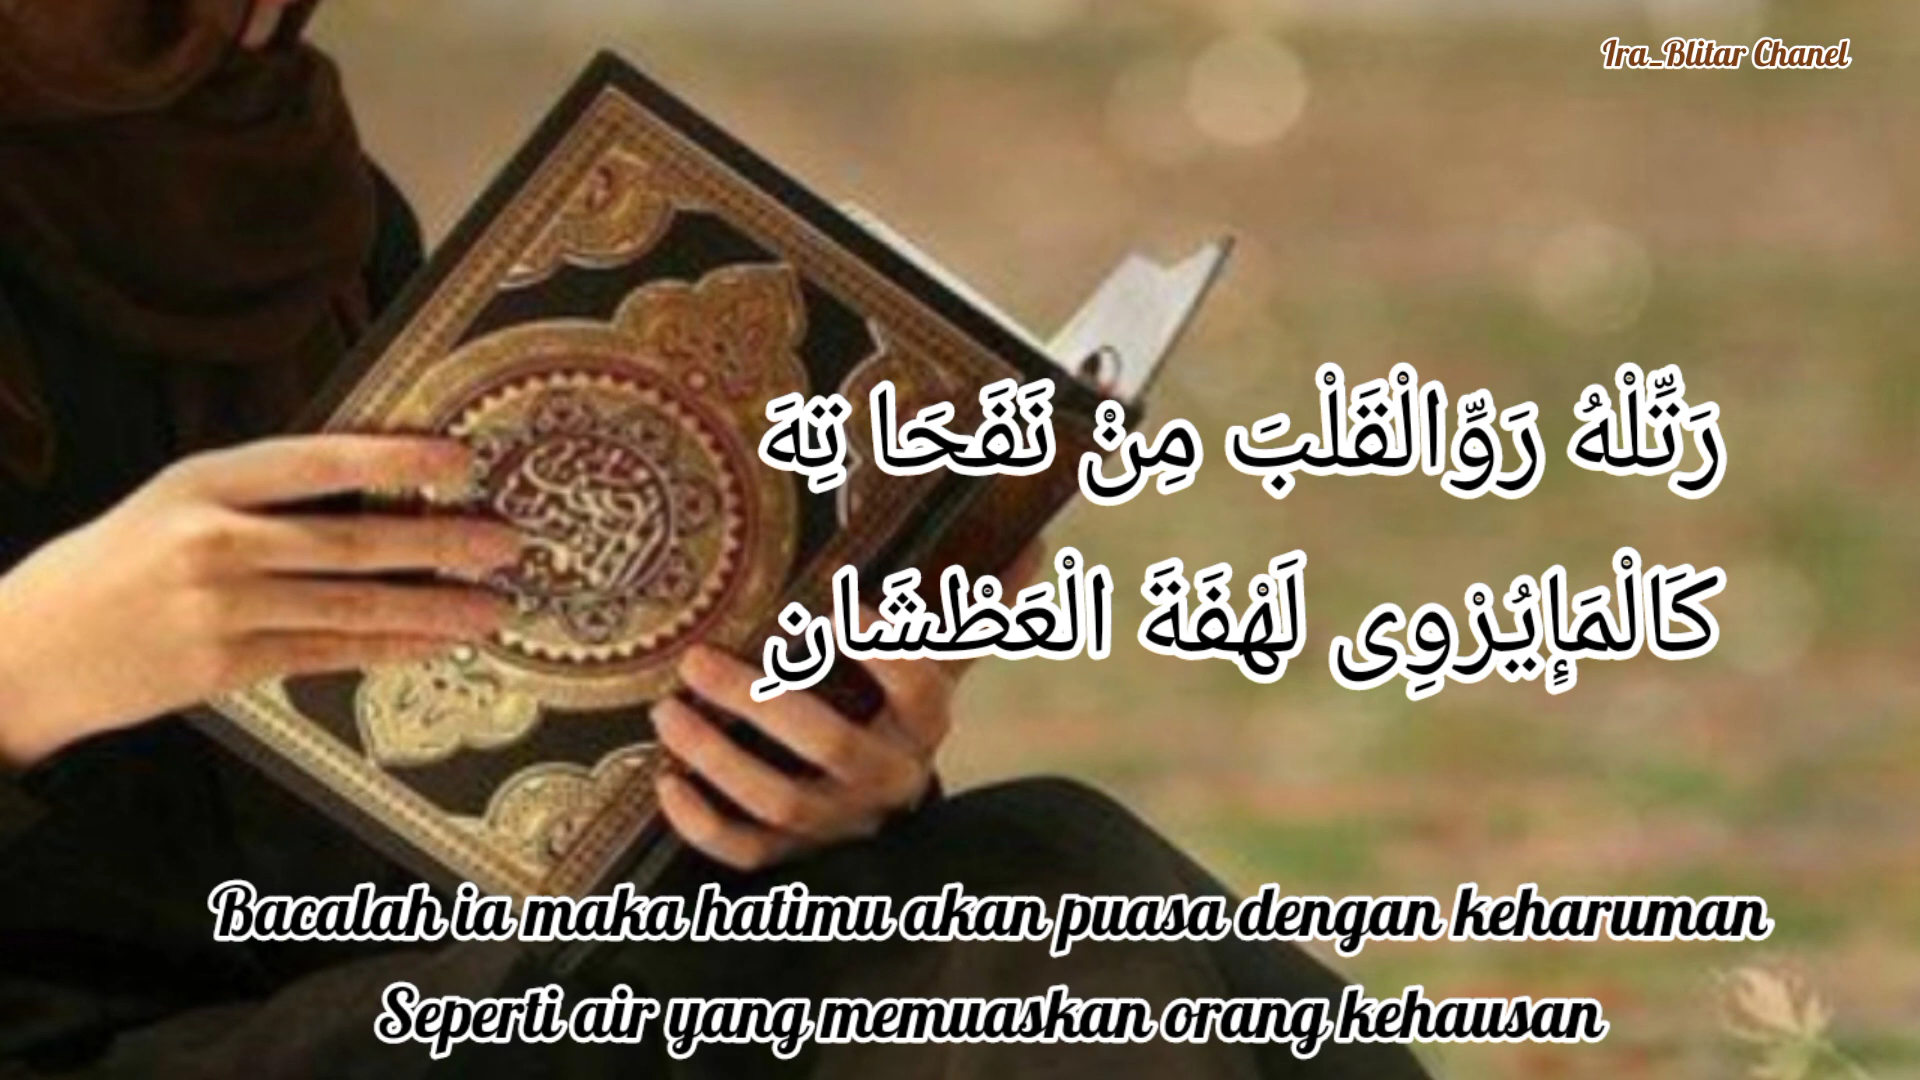 Ira_Blitar Chanel
رَتِّلْهُ رَوِّالْقَلْبَ مِنْ نَفَحَا تِهَ
كَالْمَإِيُرْوِى لَهْفَةَ الْعَطْشَانِ
Bacalah ia maka hatimu akan puasa dengan keharuman
Seperti air yang memuaskan orang kehausan